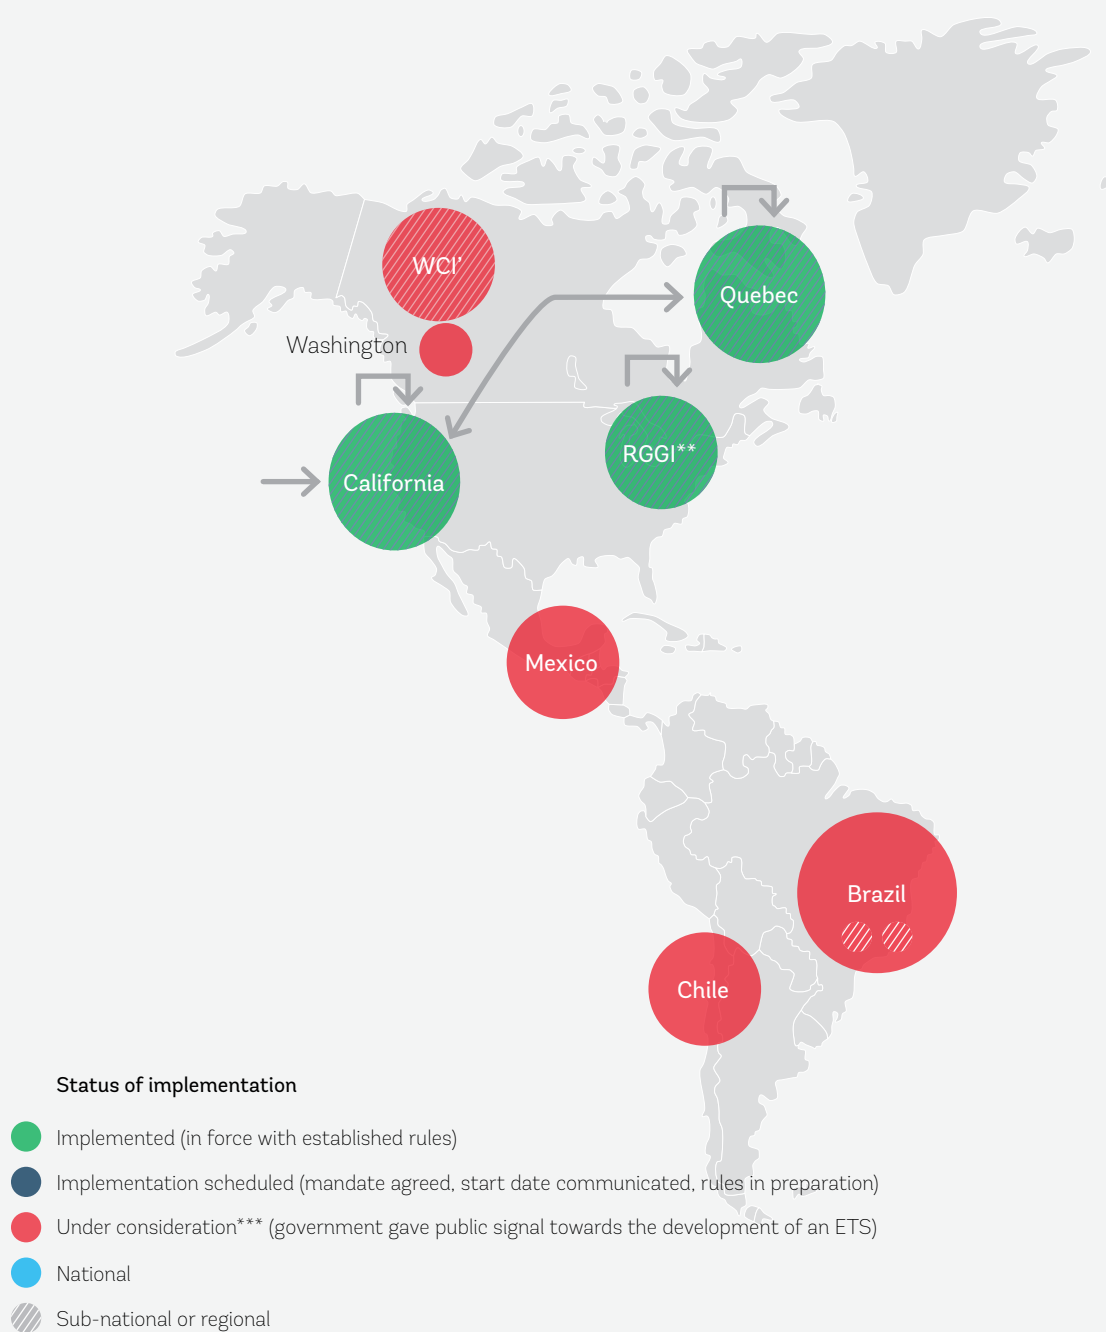 WCI*
Quebec
Washington
RGGI**
California
Mexico
Brazil
Chile
Status of implementation
Implemented (in force with established rules)
Implementation scheduled (mandate agreed, start date communicated, rules in preparation)
Under consideration*** (government gave public signal towards the development of an ETS)
National
Sub-national or regional